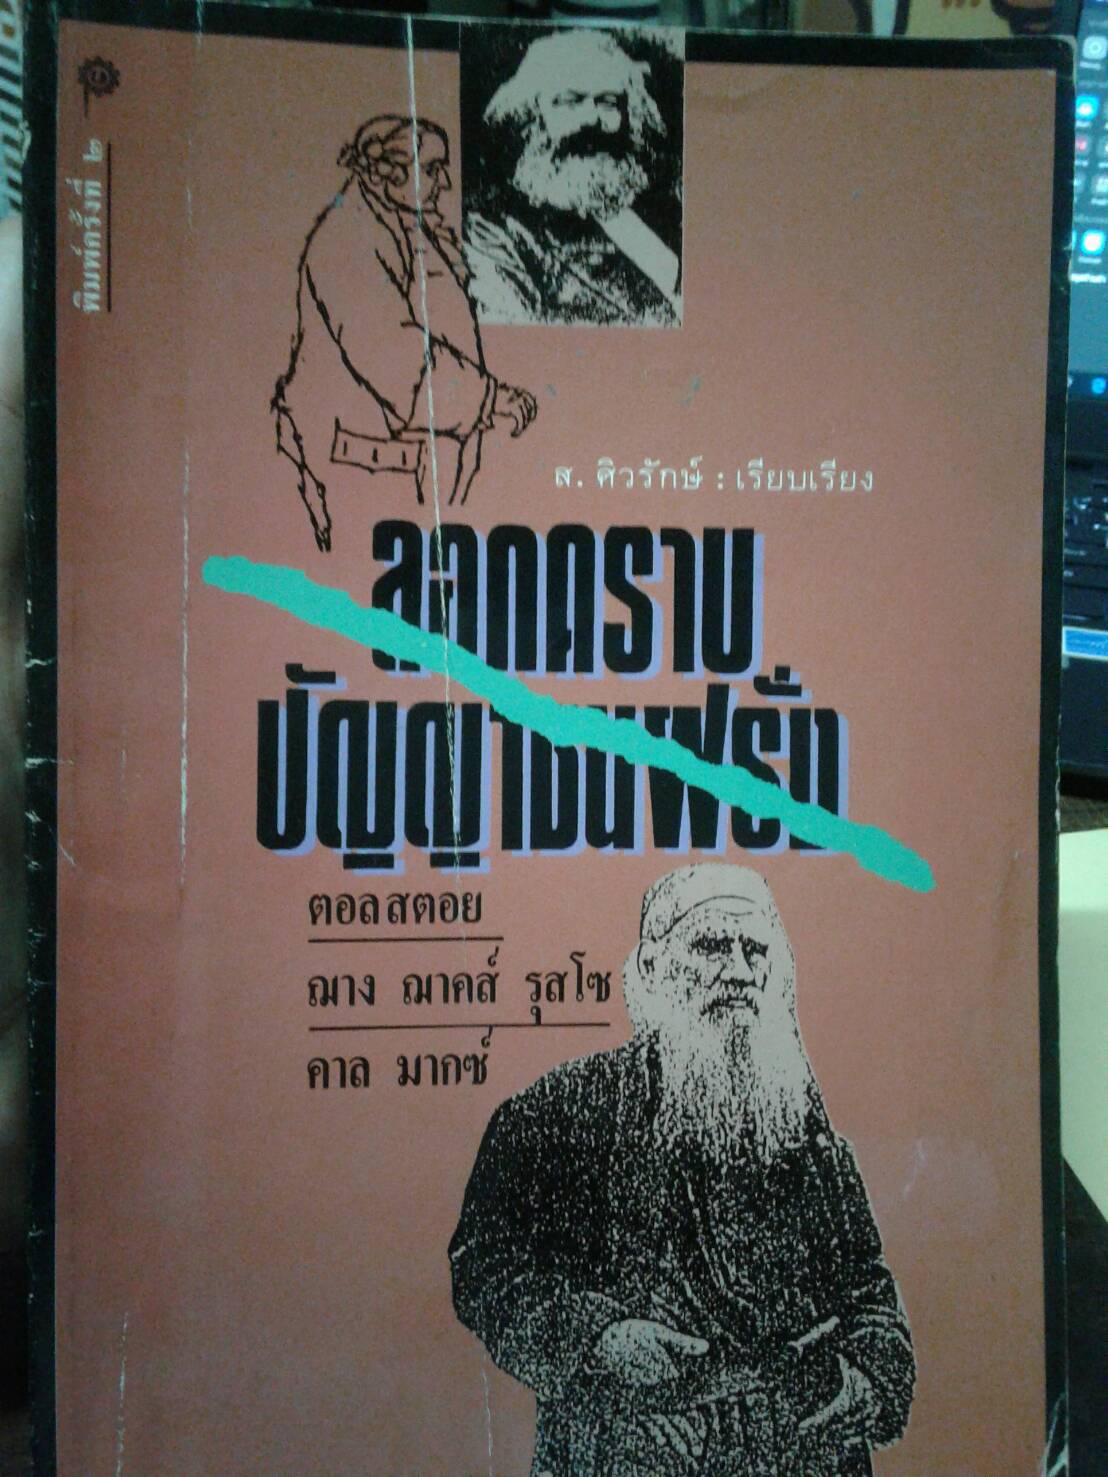 พิมพ์ครั้งที่ ๒
ส. ศิวรักษ์ : เรียบเรียง
ลอกคราบ
ปัญญาชนฝรั่ง
ตอลสตอย
ฌาง ฌาคส์ รุสโซ
คาล มากซ์